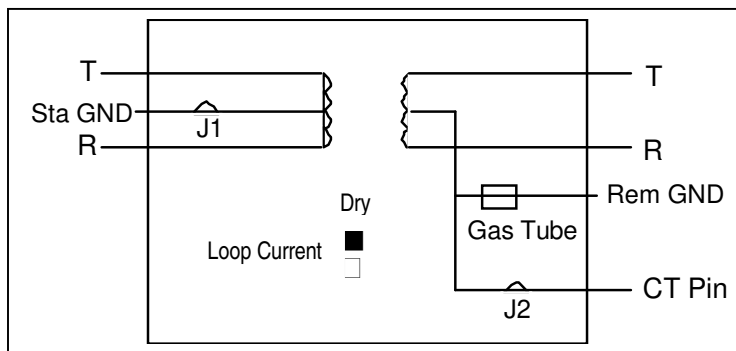 T
T
Sta GND
J1
R
R
Rem GND
Dry
Gas Tube
Loop Current
CT Pin
J2